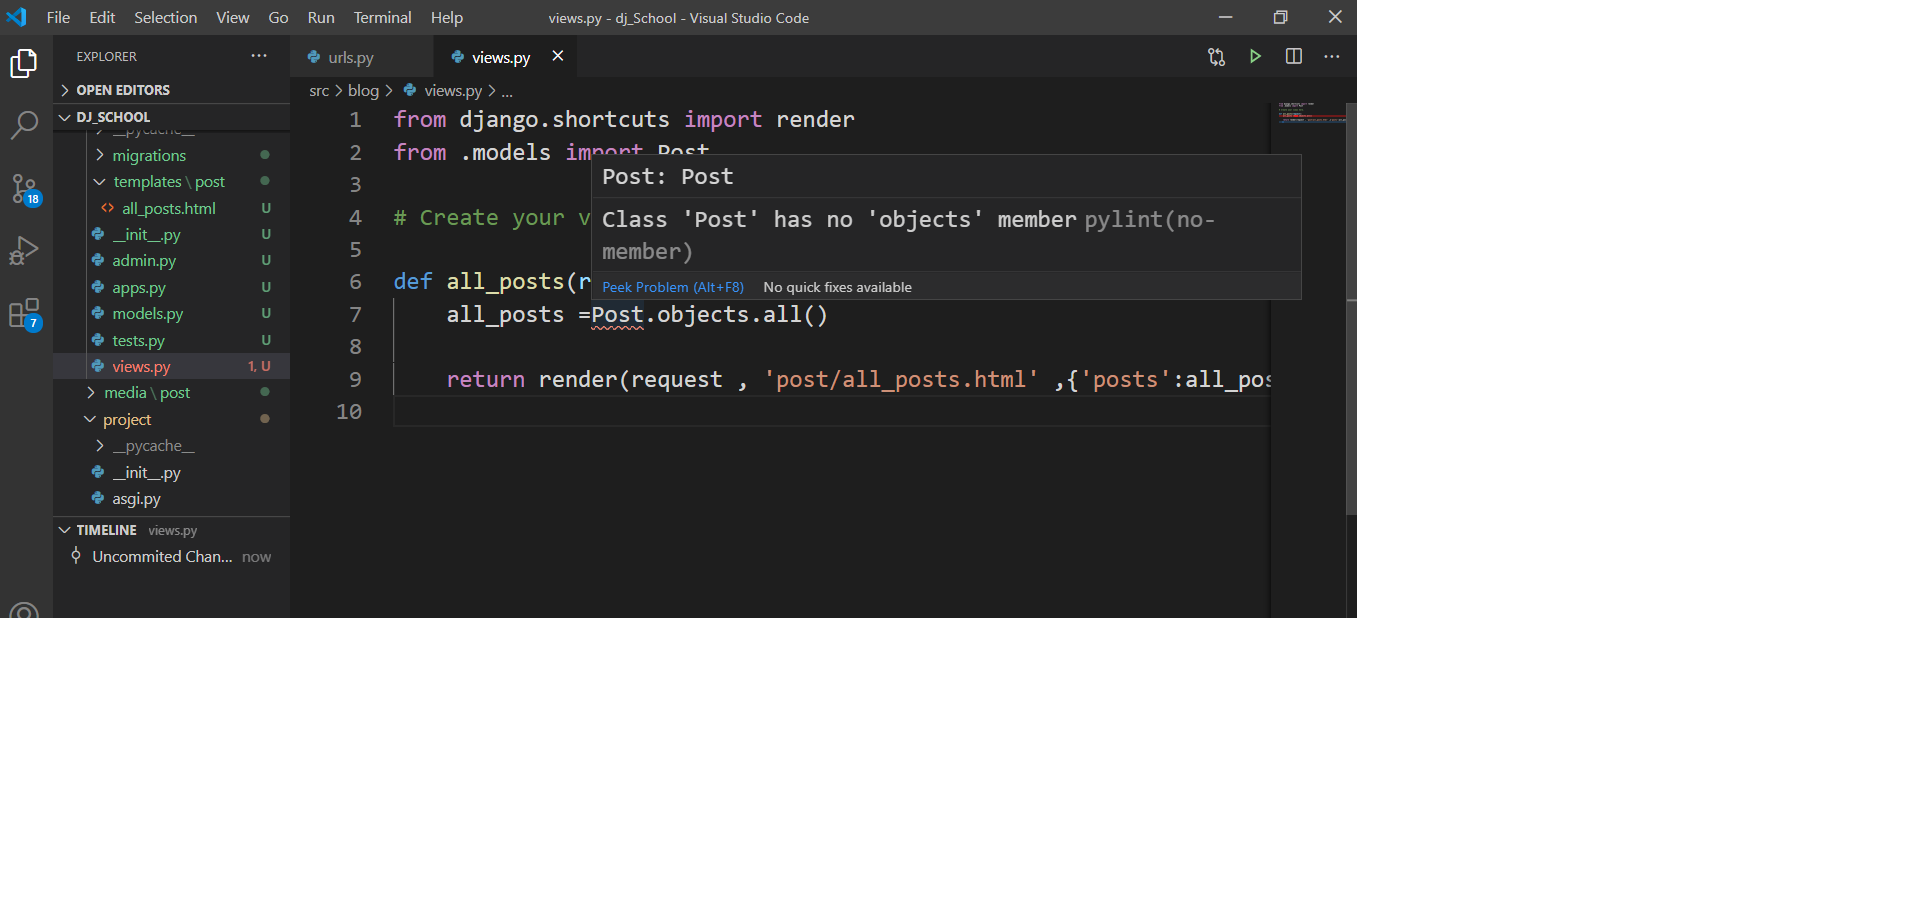 File Edit Selection View Go Run Terminal Help views.py - dj_School - Visual Studio Code
EXPLORER ...
OPEN EDITORS
DJ_SCHOOL
__pycache__
migrations
templates \ post
all_posts.html U
__init__.py U
admin.py U
apps.py U
models.py U
tests.py U
views.py 1, U
media \ post
project
__pycache__
__init__.py
asgi.py
TIMELINE views.py
Uncommited Chan... now
18
7
urls.py views.py
src > blog > views.py > ...
1 from django.shortcuts import render
2 from .models import Post
3
4 # Create your v
5
6 def all_posts(r
7 all_posts =Post.objects.all()
8
9 return render(request , 'post/all_posts.html' ,{'posts':all_pos
10
Post: Post
Class 'Post' has no 'objects' member pylint(no-
member)
Peek Problem (Alt+F8) No quick fixes available